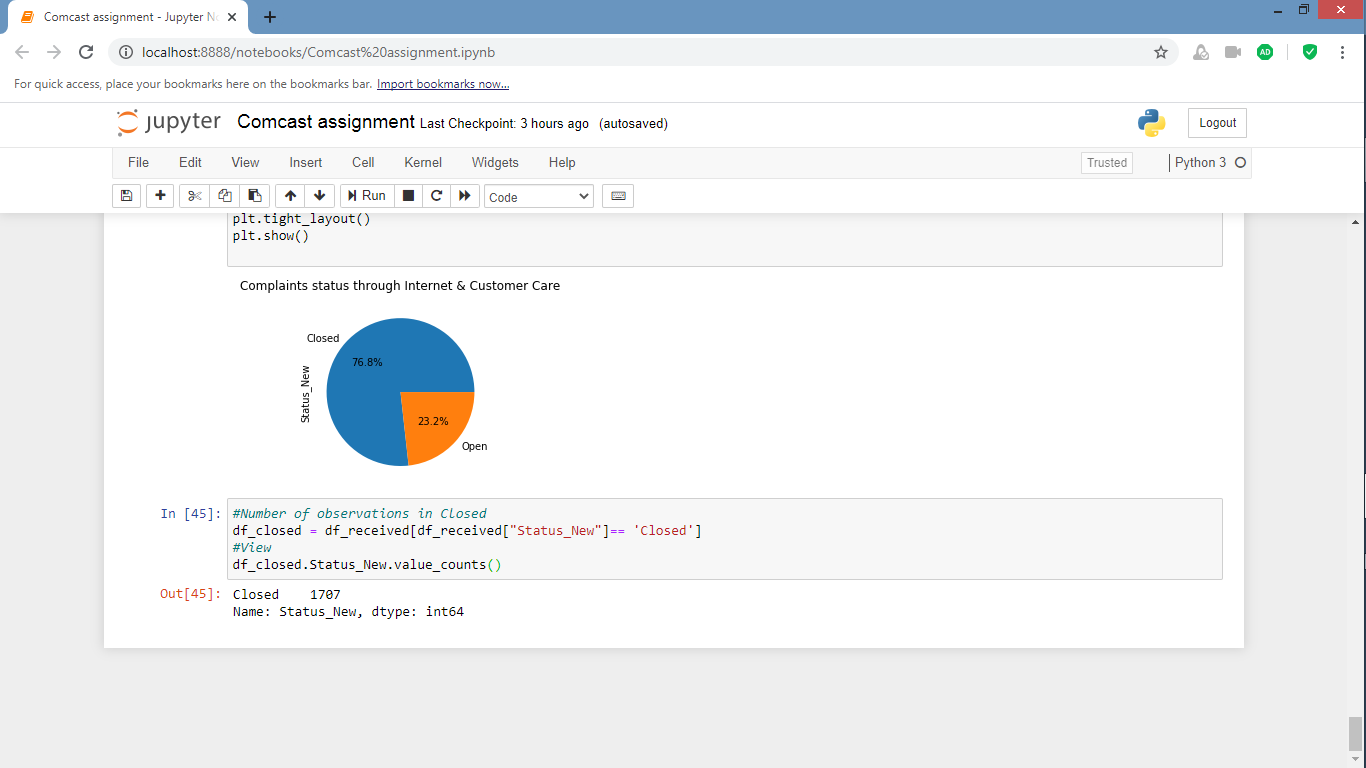 Comcast assignment - Jupyter No
localhost:8888/notebooks/Comcast%20assignment.ipynb
AD
For quick access, place your bookmarks here on the bookmarks bar. Import bookmarks now...
jupyter Comcast assignment Last Checkpoint: 3 hours ago (autosaved)
Logout
File Edit View Insert Cell Kernel Widgets Help
Trusted
Python 3
Run
Code
plt.tight_layout()
plt.show()
Complaints status through Internet & Customer Care
Closed
76.8%
Status_New
23.2%
Open
In [45]:
#Number of observations in Closed
df_closed = df_received[df_received["Status_New"]== 'Closed']
#View
df_closed.Status_New.value_counts()
Out[45]:
Closed    1707
Name: Status_New, dtype: int64